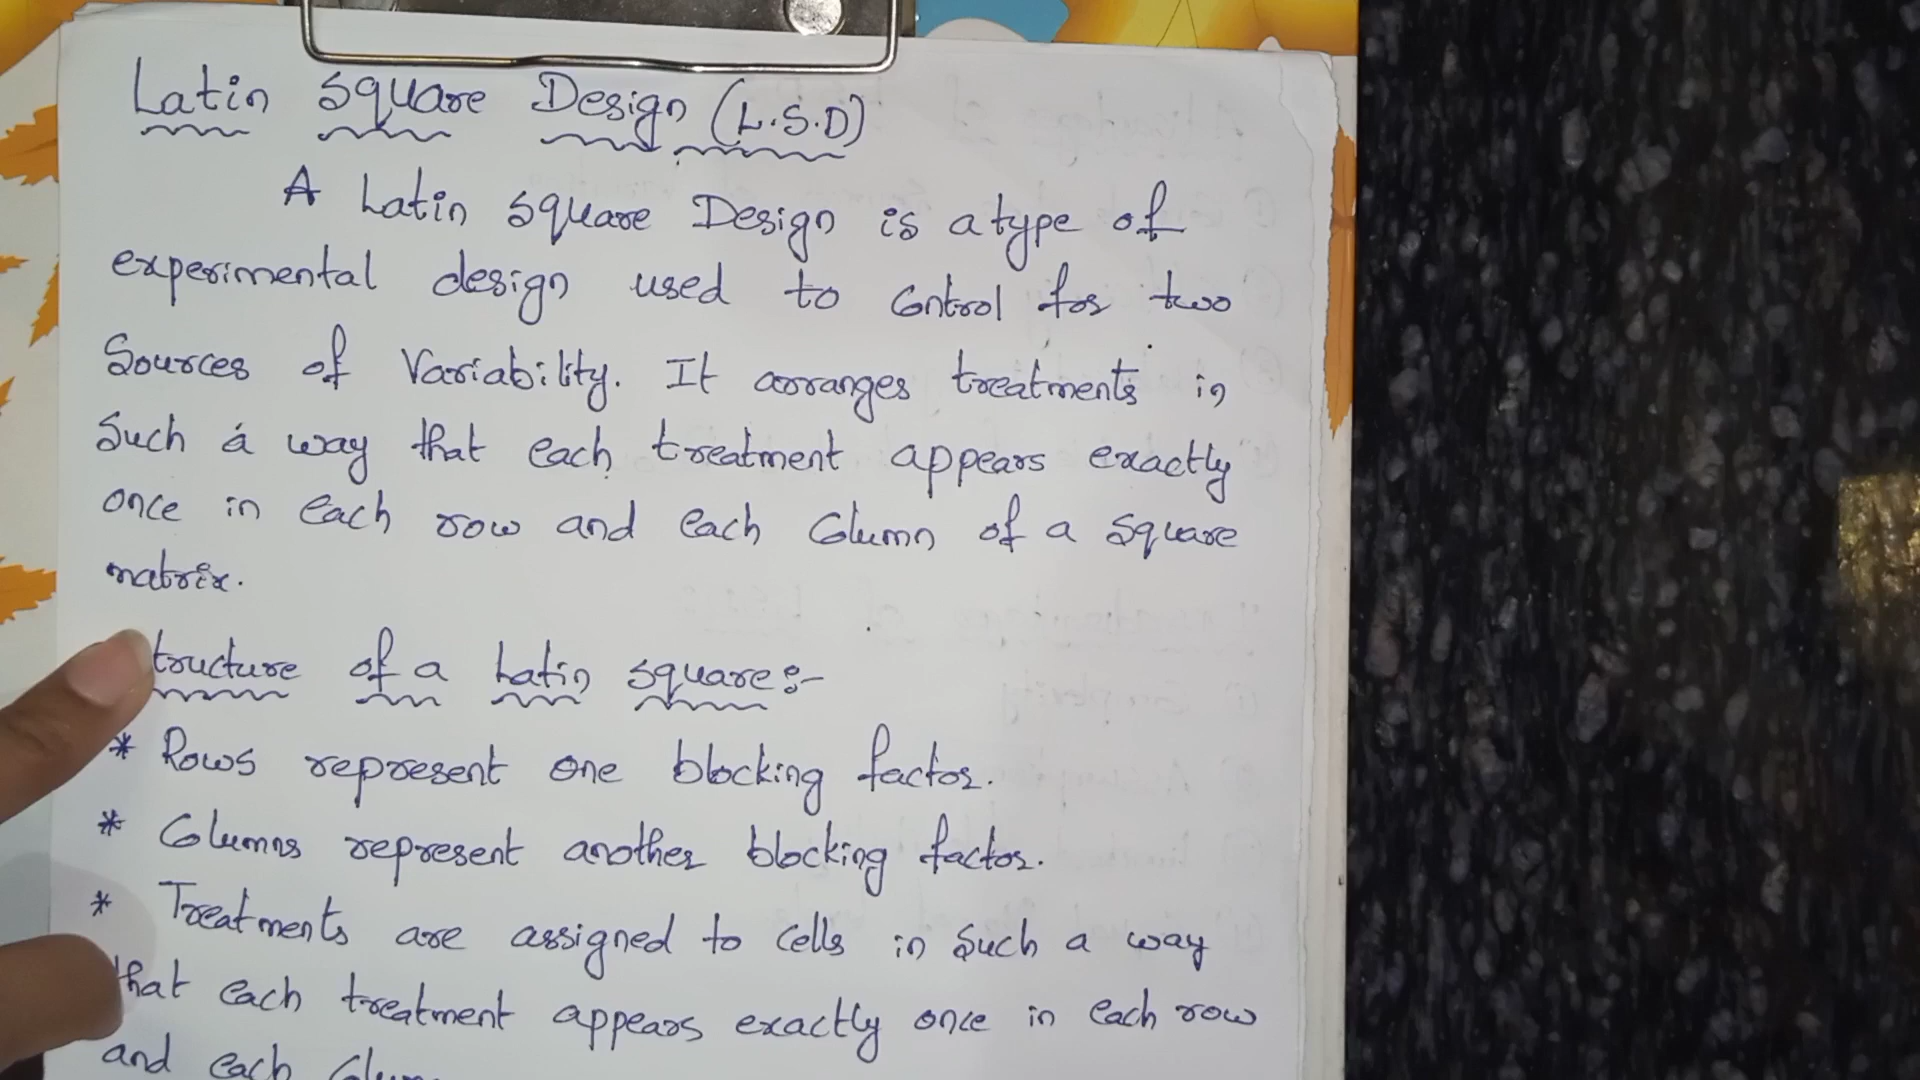 Latin Square Design (L.S.D)
A Latin Square Design is a type of
experimental design used to Control for two
Sources of Variability. It arranges treatments in
Such a way that each treatment appears exactly
once in each row and each Column of a Square
matrix.
tructure of a Latin square:-
* Rows represent one blocking factor.
* Columns represent another blocking factor.
* Treatments are assigned to cells in such a way
that each treatment appears exactly once in each row
and each